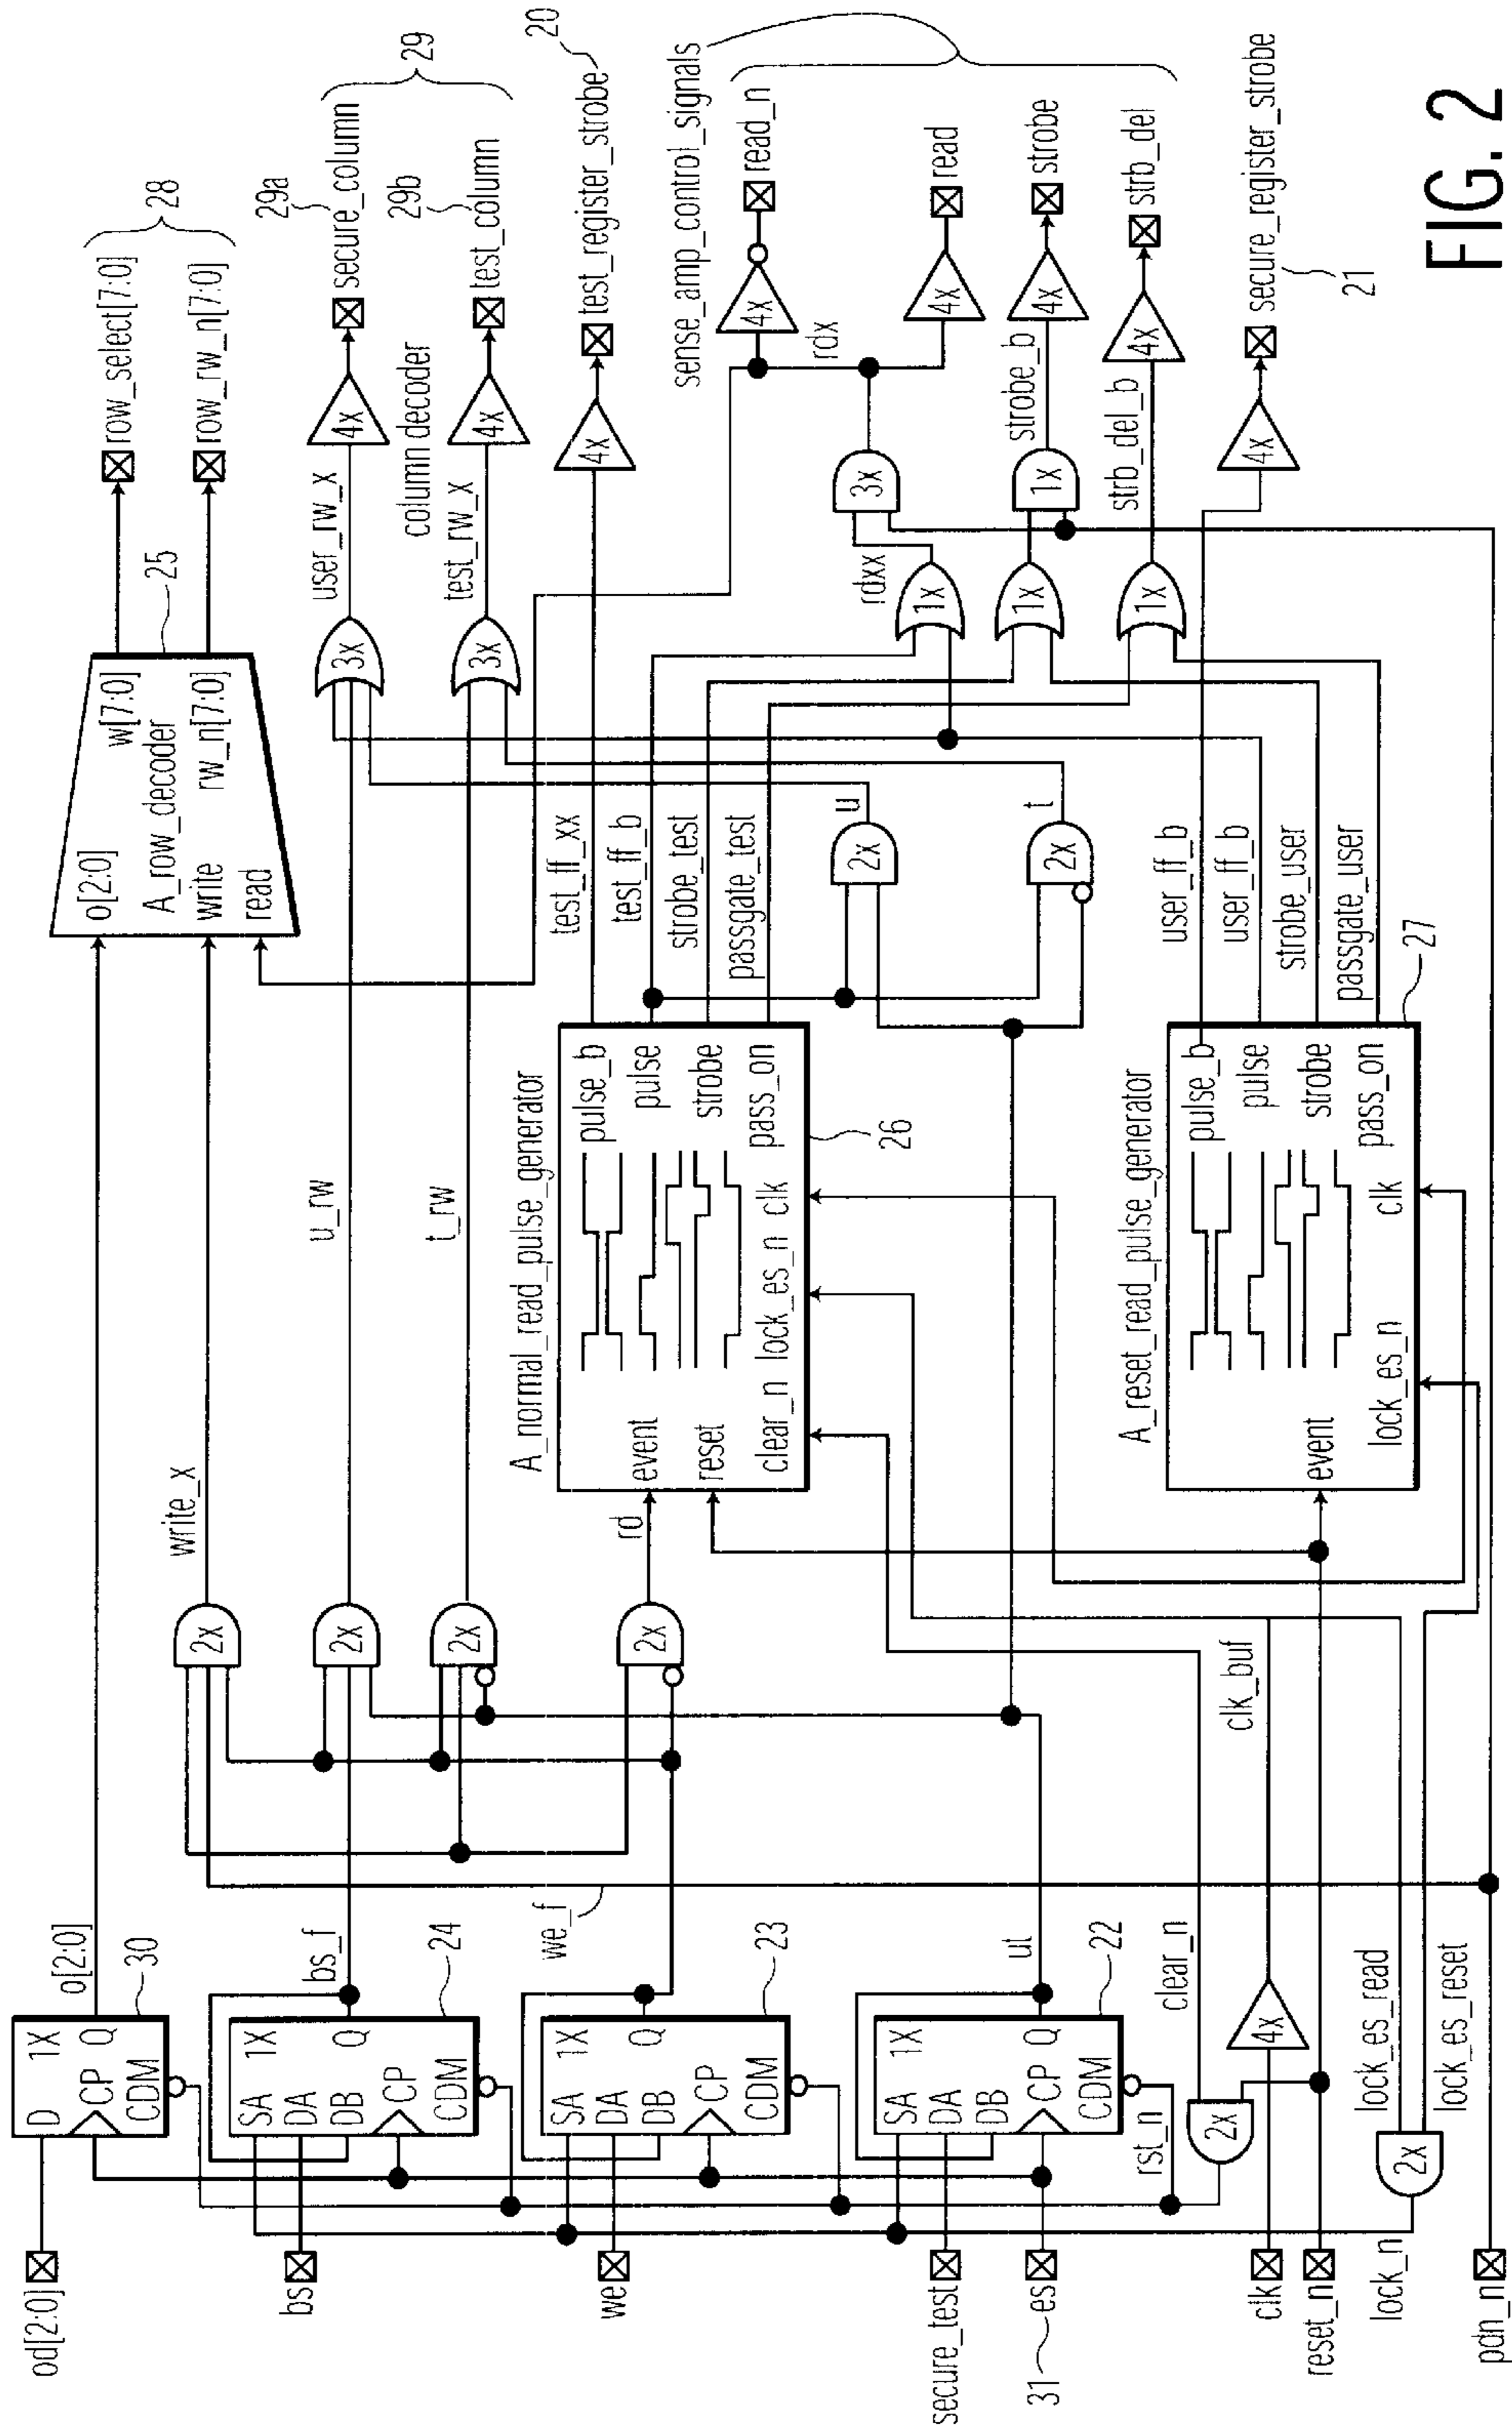 od[2:0]
bs
we
secure_test
31
es
clk
reset_n
lock_n
pdn_n
D 1X
CP Q
CDM
30
o[2:0]
SA 1X
DA
DB Q
CP
CDM
24
bs_f
SA 1X
DA
DB Q
CP
CDM
23
we_f
SA 1X
DA
DB
CP Q
CDM
22
ut
rst_n
2x
clear_n
4x
2x
lock_es_read
lock_es_reset
clk_buf
2x
write_x
2x
u_rw
2x
t_rw
2x
rd
A_normal_read_pulse_generator
event
reset
clear_n lock_es_n clk
pulse_b
pulse
strobe
pass_on
26
A_reset_read_pulse_generator
event
lock_es_n
clk
pulse_b
pulse
strobe
pass_on
27
o[2:0]
w[7:0]
A_row_decoder
write rw_n[7:0]
read
25
test_ff_xx
test_ff_b
strobe_test
passgate_test
2x
u
2x
t
user_ff_b
user_ff_b
strobe_user
passgate_user
3x
user_rw_x
3x
test_rw_x
column decoder
1x
rdxx
1x
1x
3x
1x
strobe_b
strb_del_b
rdx
4x
4x
4x
4x
4x
4x
4x
4x
row_select[7:0]
row_rw_n[7:0]
28
29a
secure_column
29b
test_column
29
test_register_strobe
20
sense_amp_control_signals
read_n
read
strobe
strb_del
secure_register_strobe
21
FIG. 2